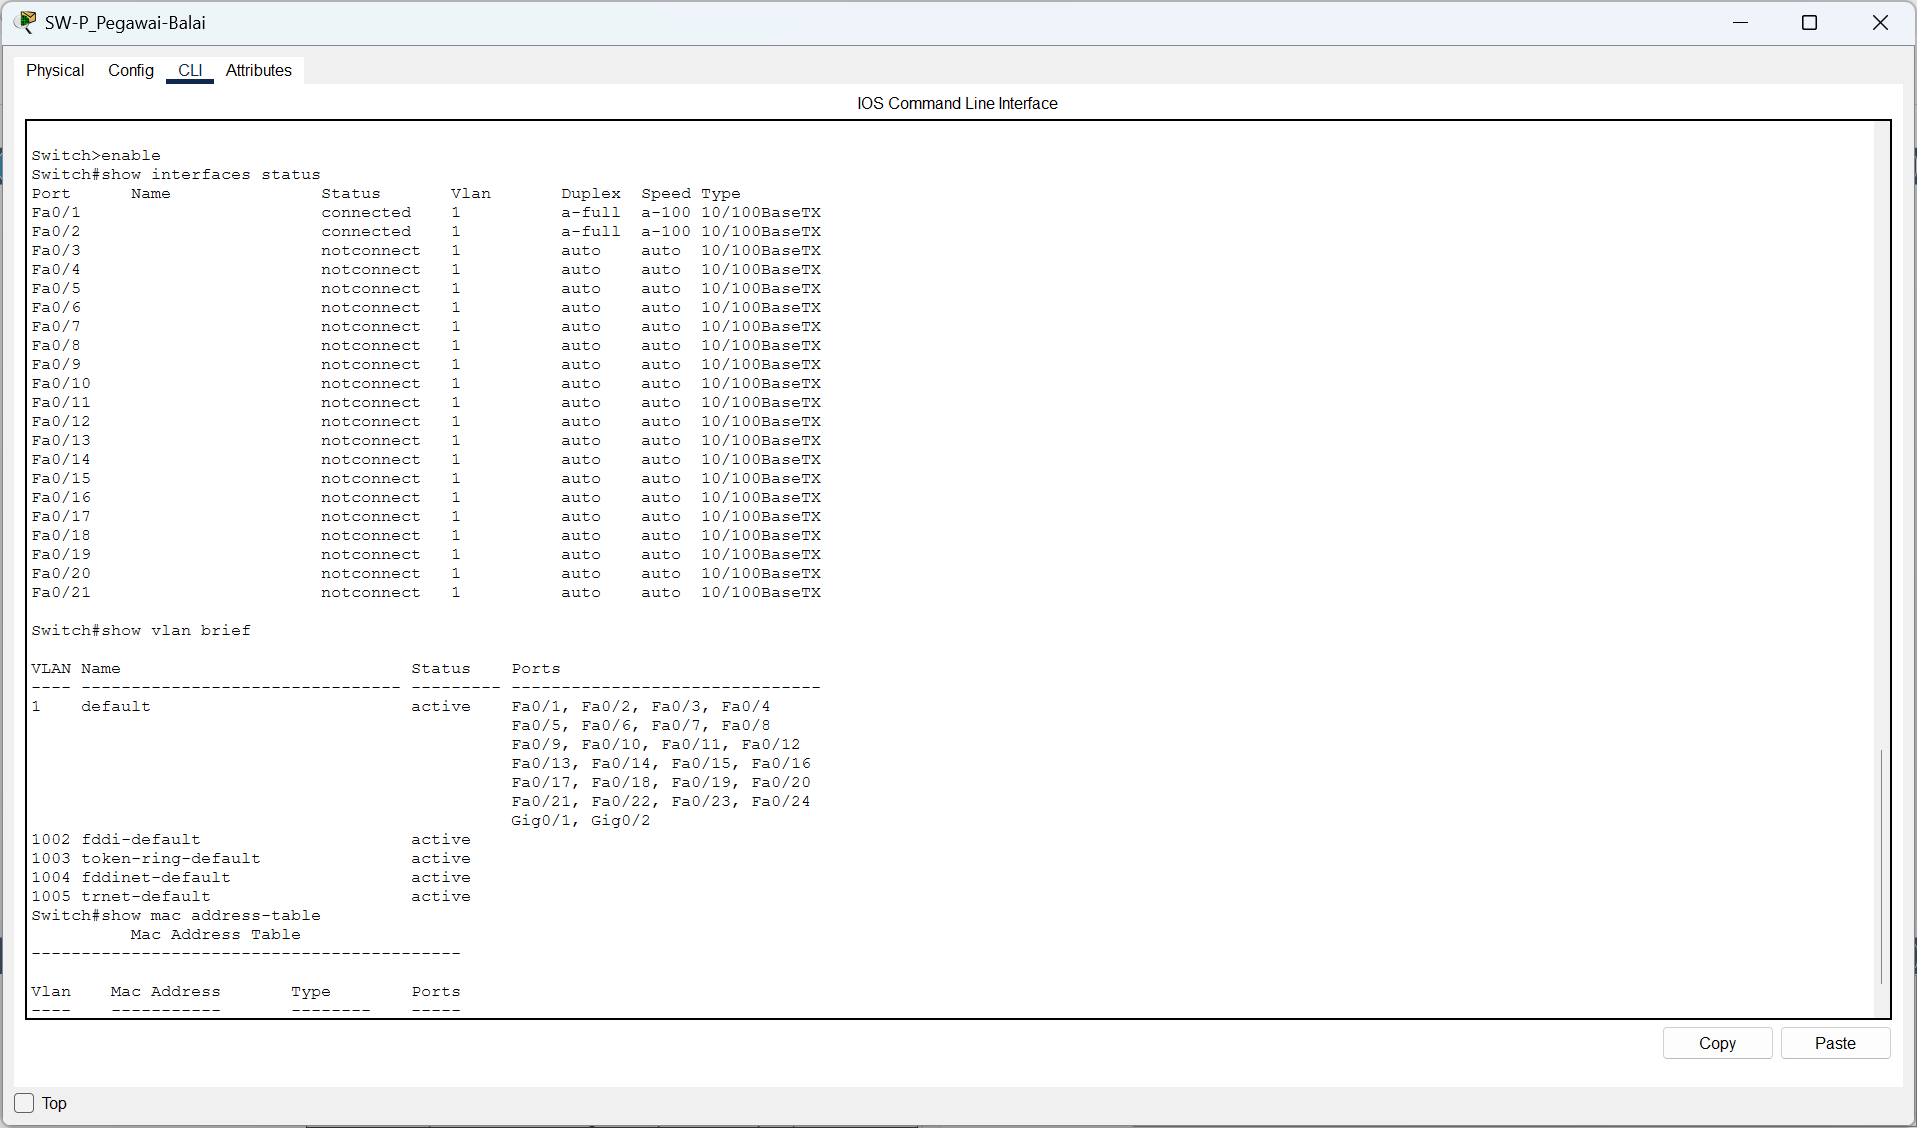 SW-P_Pegawai-Balai
Physical Config CLI Attributes
IOS Command Line Interface
Switch>enable
Switch#show interfaces status
Port Name Status Vlan Duplex Speed Type
Fa0/1 connected 1 a-full a-100 10/100BaseTX
Fa0/2 connected 1 a-full a-100 10/100BaseTX
Fa0/3 notconnect 1 auto auto 10/100BaseTX
Fa0/4 notconnect 1 auto auto 10/100BaseTX
Fa0/5 notconnect 1 auto auto 10/100BaseTX
Fa0/6 notconnect 1 auto auto 10/100BaseTX
Fa0/7 notconnect 1 auto auto 10/100BaseTX
Fa0/8 notconnect 1 auto auto 10/100BaseTX
Fa0/9 notconnect 1 auto auto 10/100BaseTX
Fa0/10 notconnect 1 auto auto 10/100BaseTX
Fa0/11 notconnect 1 auto auto 10/100BaseTX
Fa0/12 notconnect 1 auto auto 10/100BaseTX
Fa0/13 notconnect 1 auto auto 10/100BaseTX
Fa0/14 notconnect 1 auto auto 10/100BaseTX
Fa0/15 notconnect 1 auto auto 10/100BaseTX
Fa0/16 notconnect 1 auto auto 10/100BaseTX
Fa0/17 notconnect 1 auto auto 10/100BaseTX
Fa0/18 notconnect 1 auto auto 10/100BaseTX
Fa0/19 notconnect 1 auto auto 10/100BaseTX
Fa0/20 notconnect 1 auto auto 10/100BaseTX
Fa0/21 notconnect 1 auto auto 10/100BaseTX
Switch#show vlan brief
VLAN Name Status Ports
---- -------------------------------- --------- -------------------------------
1 default active Fa0/1, Fa0/2, Fa0/3, Fa0/4
Fa0/5, Fa0/6, Fa0/7, Fa0/8
Fa0/9, Fa0/10, Fa0/11, Fa0/12
Fa0/13, Fa0/14, Fa0/15, Fa0/16
Fa0/17, Fa0/18, Fa0/19, Fa0/20
Fa0/21, Fa0/22, Fa0/23, Fa0/24
Gig0/1, Gig0/2
1002 fddi-default active
1003 token-ring-default active
1004 fddinet-default active
1005 trnet-default active
Switch#show mac address-table
Mac Address Table
-------------------------------------------
Vlan Mac Address Type Ports
---- ----------- -------- -----
Copy Paste
Top